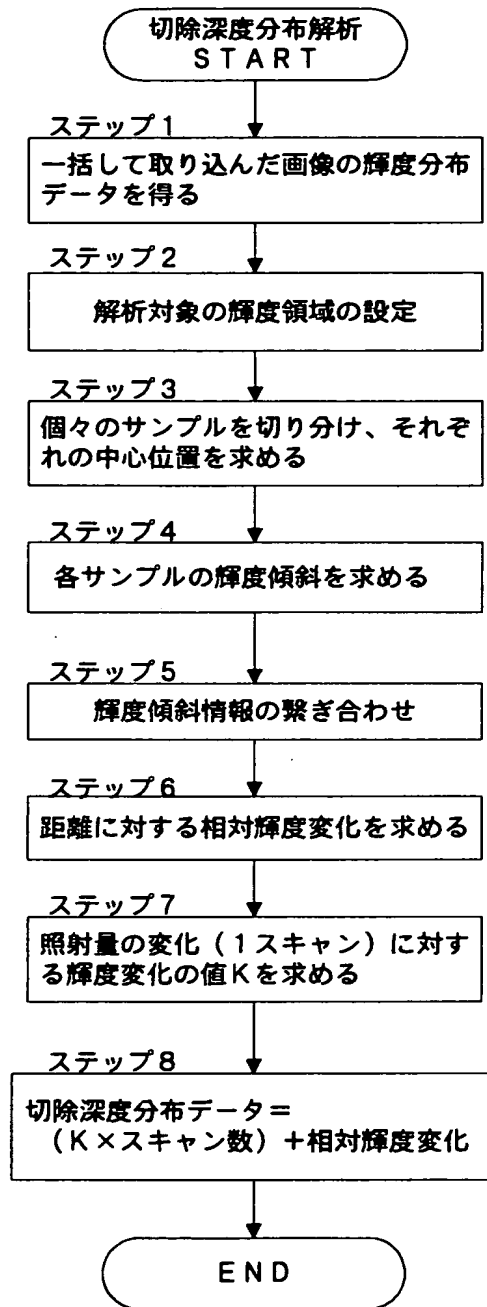 切除深度分布解析
START
ステップ1
一括して取り込んだ画像の輝度分布
データを得る
ステップ2
解析対象の輝度領域の設定
ステップ3
個々のサンプルを切り分け、それぞ
れの中心位置を求める
ステップ4
各サンプルの輝度傾斜を求める
ステップ5
輝度傾斜情報の繋ぎ合わせ
ステップ6
距離に対する相対輝度変化を求める
ステップ7
照射量の変化（1スキャン）に対す
る輝度変化の値Kを求める
ステップ8
切除深度分布データ＝
（K×スキャン数）＋相対輝度変化
END